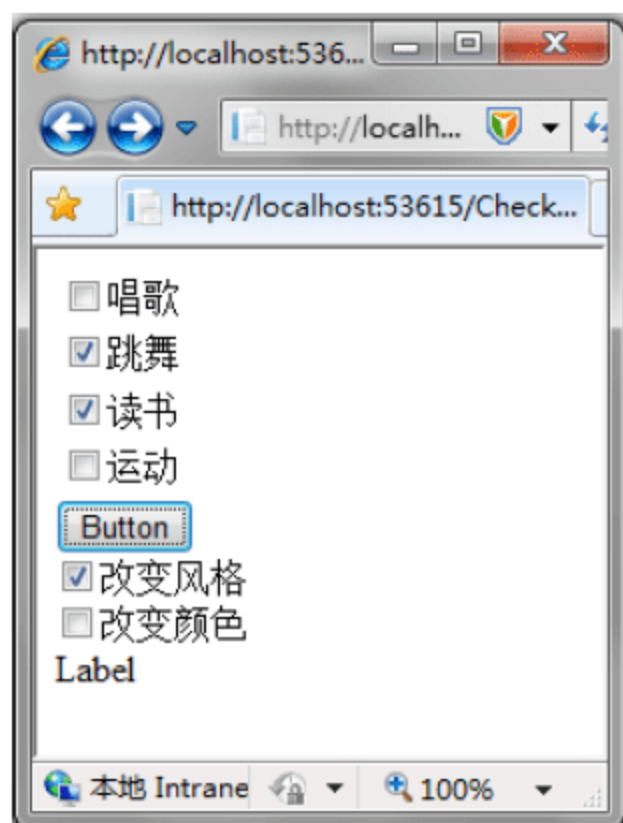 http://localhost:536...
http://localh...
http://localhost:53615/Check...
唱歌
跳舞
读书
运动
Button
改变风格
改变颜色
Label
本地 Intrane
100%